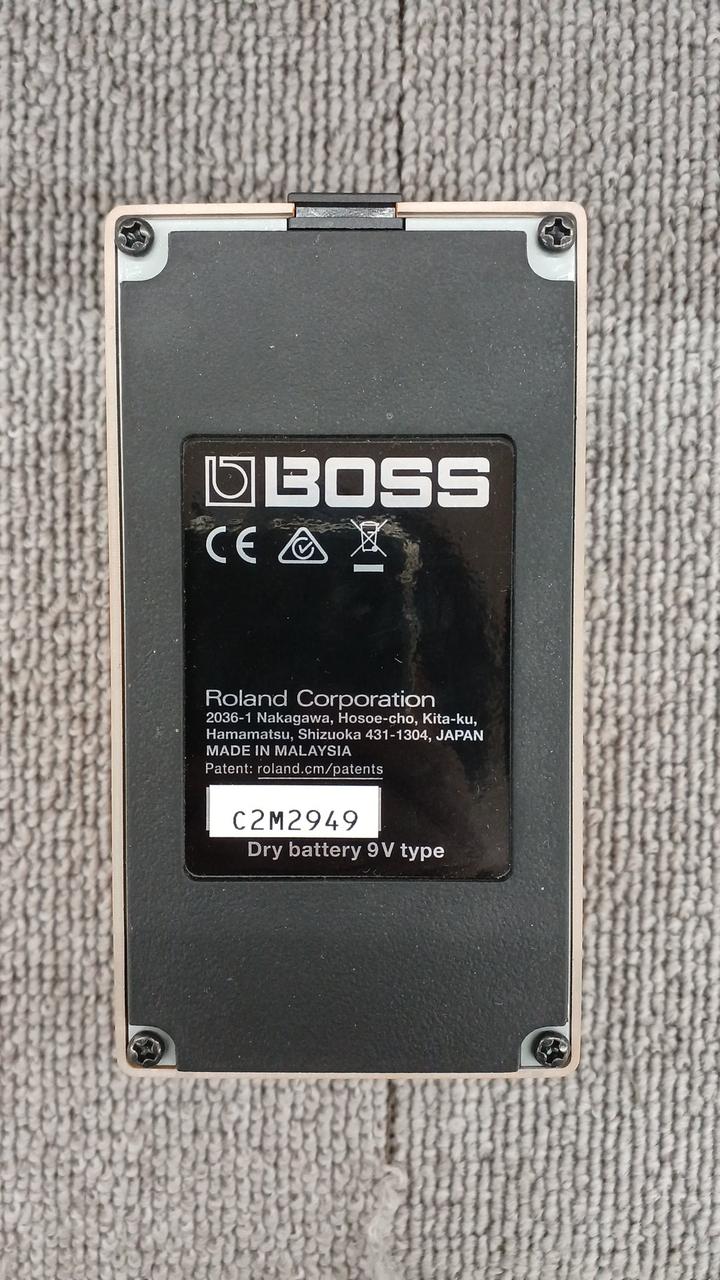 BOSS
CE
Roland Corporation
2036-1 Nakagawa, Hosoe-cho, Kita-ku,
Hamamatsu, Shizuoka 431-1304, JAPAN
MADE IN MALAYSIA
Patent: roland.cm/patents
C2M2949
Dry battery 9V type